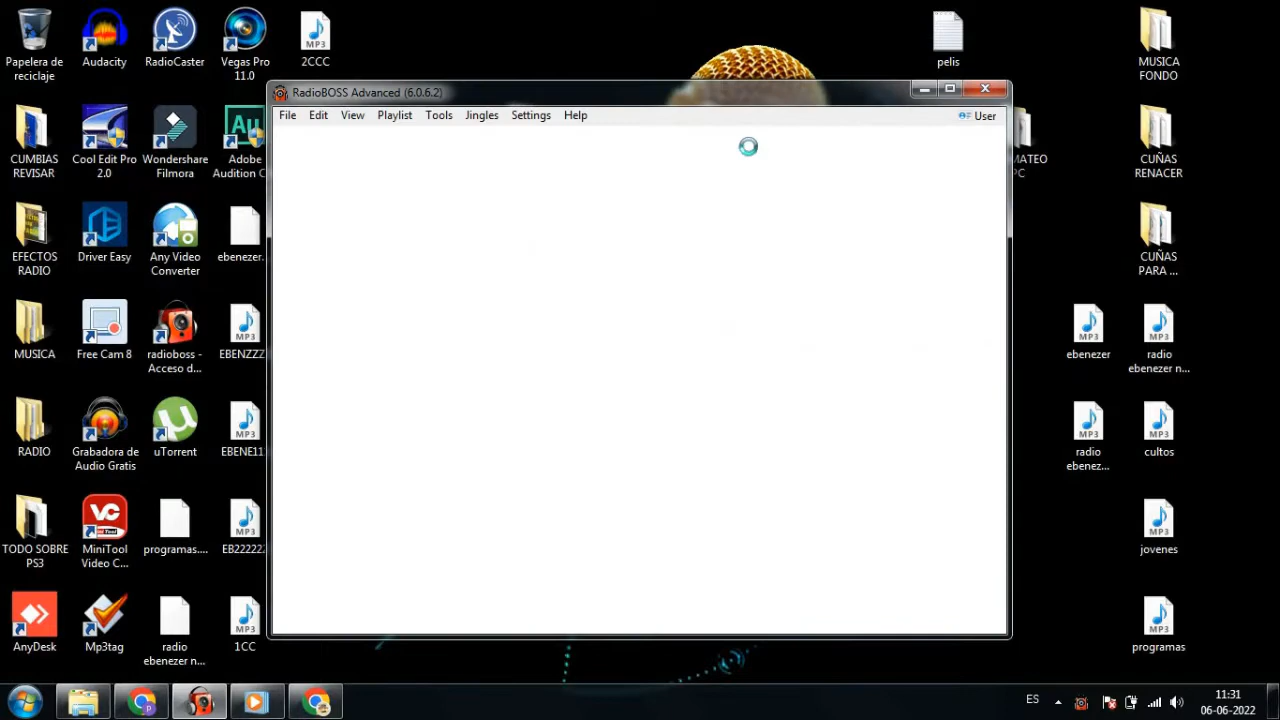 Papelera de
reciclaje
Audacity
RadioCaster
Vegas Pro
11.0
2CCC
pelis
MUSICA
FONDO
RadioBOSS Advanced (6.0.6.2)
File Edit View Playlist Tools Jingles Settings Help
User
CUMBLES
REVISAR
Cool Edit Pro
2.0
Wondershare
Filmora
Adobe
Audition C
MATEO
PC
CUÑAS
RENACER
EFECTOS
RADIO
Driver Easy
Any Video
Converter
ebenezer.
CUÑAS
PARA ...
MUSICA
Free Cam 8
radioboss -
Acceso d...
EBENZZZ
ebenezer
radio
ebenezer n...
RADIO
Grabadora de
Audio Gratis
uTorrent
EBENE11
radio
ebenez...
cultos
TODO SOBRE
PS3
MiniTool
Video C...
programas....
EB22222
jovenes
AnyDesk
Mp3tag
radio
ebenezer n...
1CC
programas
ES
11:31
06-06-2022